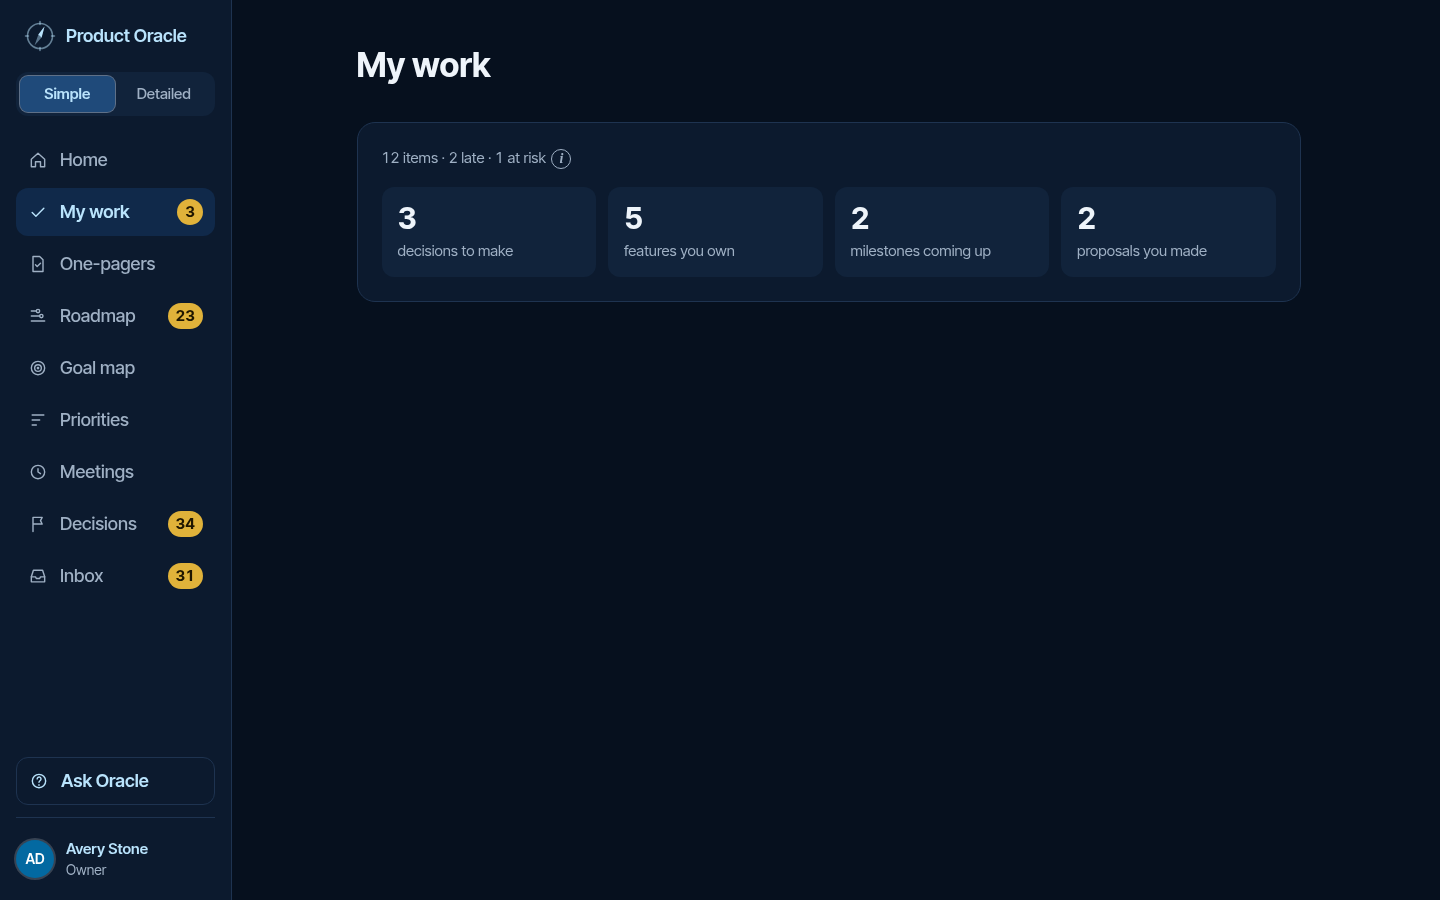 Product Oracle
Simple
Detailed
Home
My work 3
One-pagers
Roadmap 23
Goal map
Priorities
Meetings
Decisions 34
Inbox 31
Ask Oracle
AD
Avery Stone
Owner
My work
12 items · 2 late · 1 at risk i
3
decisions to make
5
features you own
2
milestones coming up
2
proposals you made